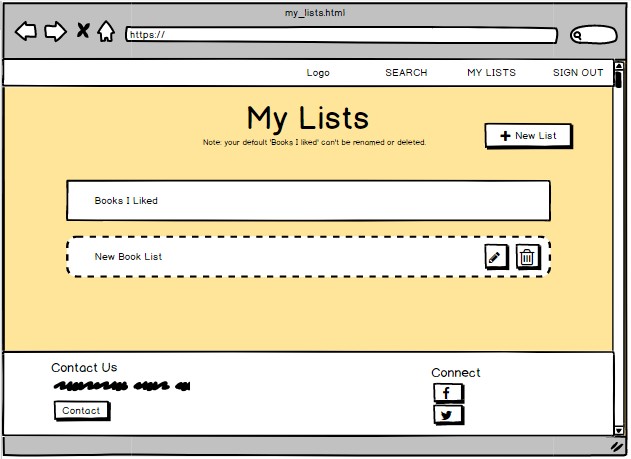 my_lists.html
https://
Logo SEARCH MY LISTS SIGN OUT
My Lists
Note: your default 'Books I liked' can't be renamed or deleted.
New List
Books I Liked
New Book List
Contact Us
Contact
Connect